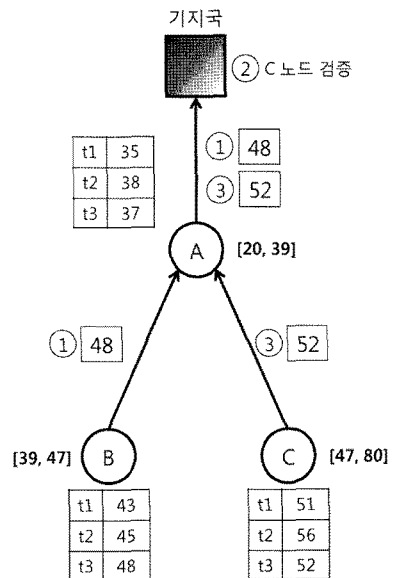 기지국
② C 노드 검증
t1 35
t2 38
t3 37
① 48
③ 52
A [20, 39]
① 48
③ 52
[39, 47] B
C [47, 80]
t1 43
t2 45
t3 48
t1 51
t2 56
t3 52